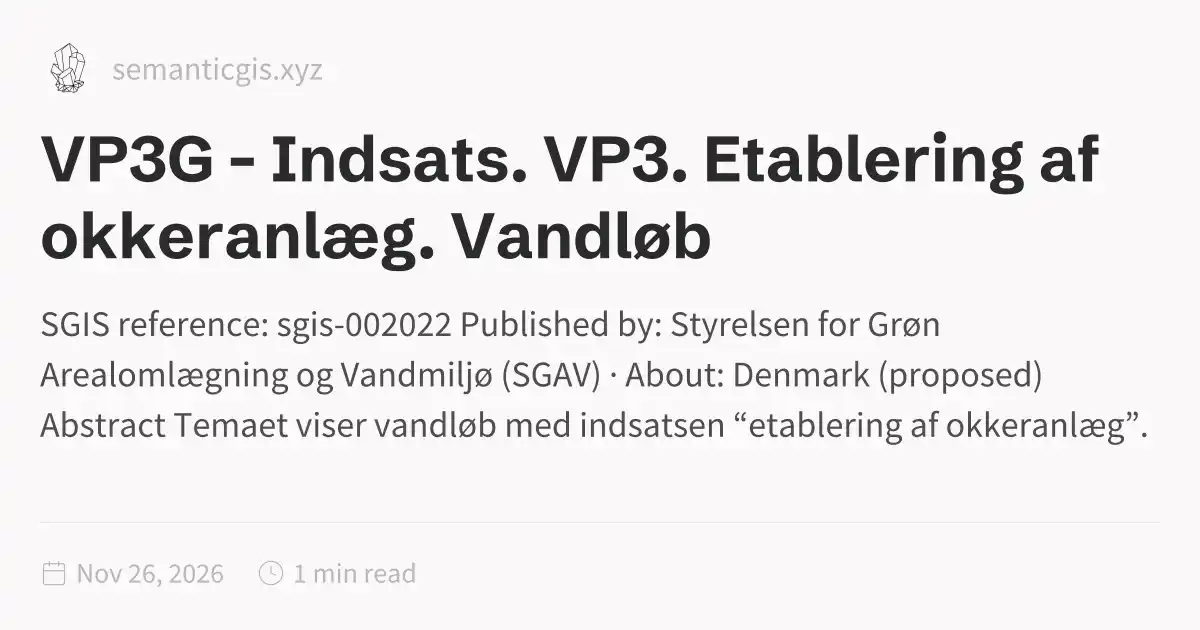 semanticgis.xyz
VP3G - Indsats. VP3. Etablering af
okkeranlæg. Vandløb
SGIS reference: sgis-002022 Published by: Styrelsen for Grøn
Arealomlægning og Vandmiljø (SGAV) · About: Denmark (proposed)
Abstract Temaet viser vandløb med indsatsen “etablering af okkeranlæg”.
Nov 26, 2026 1 min read